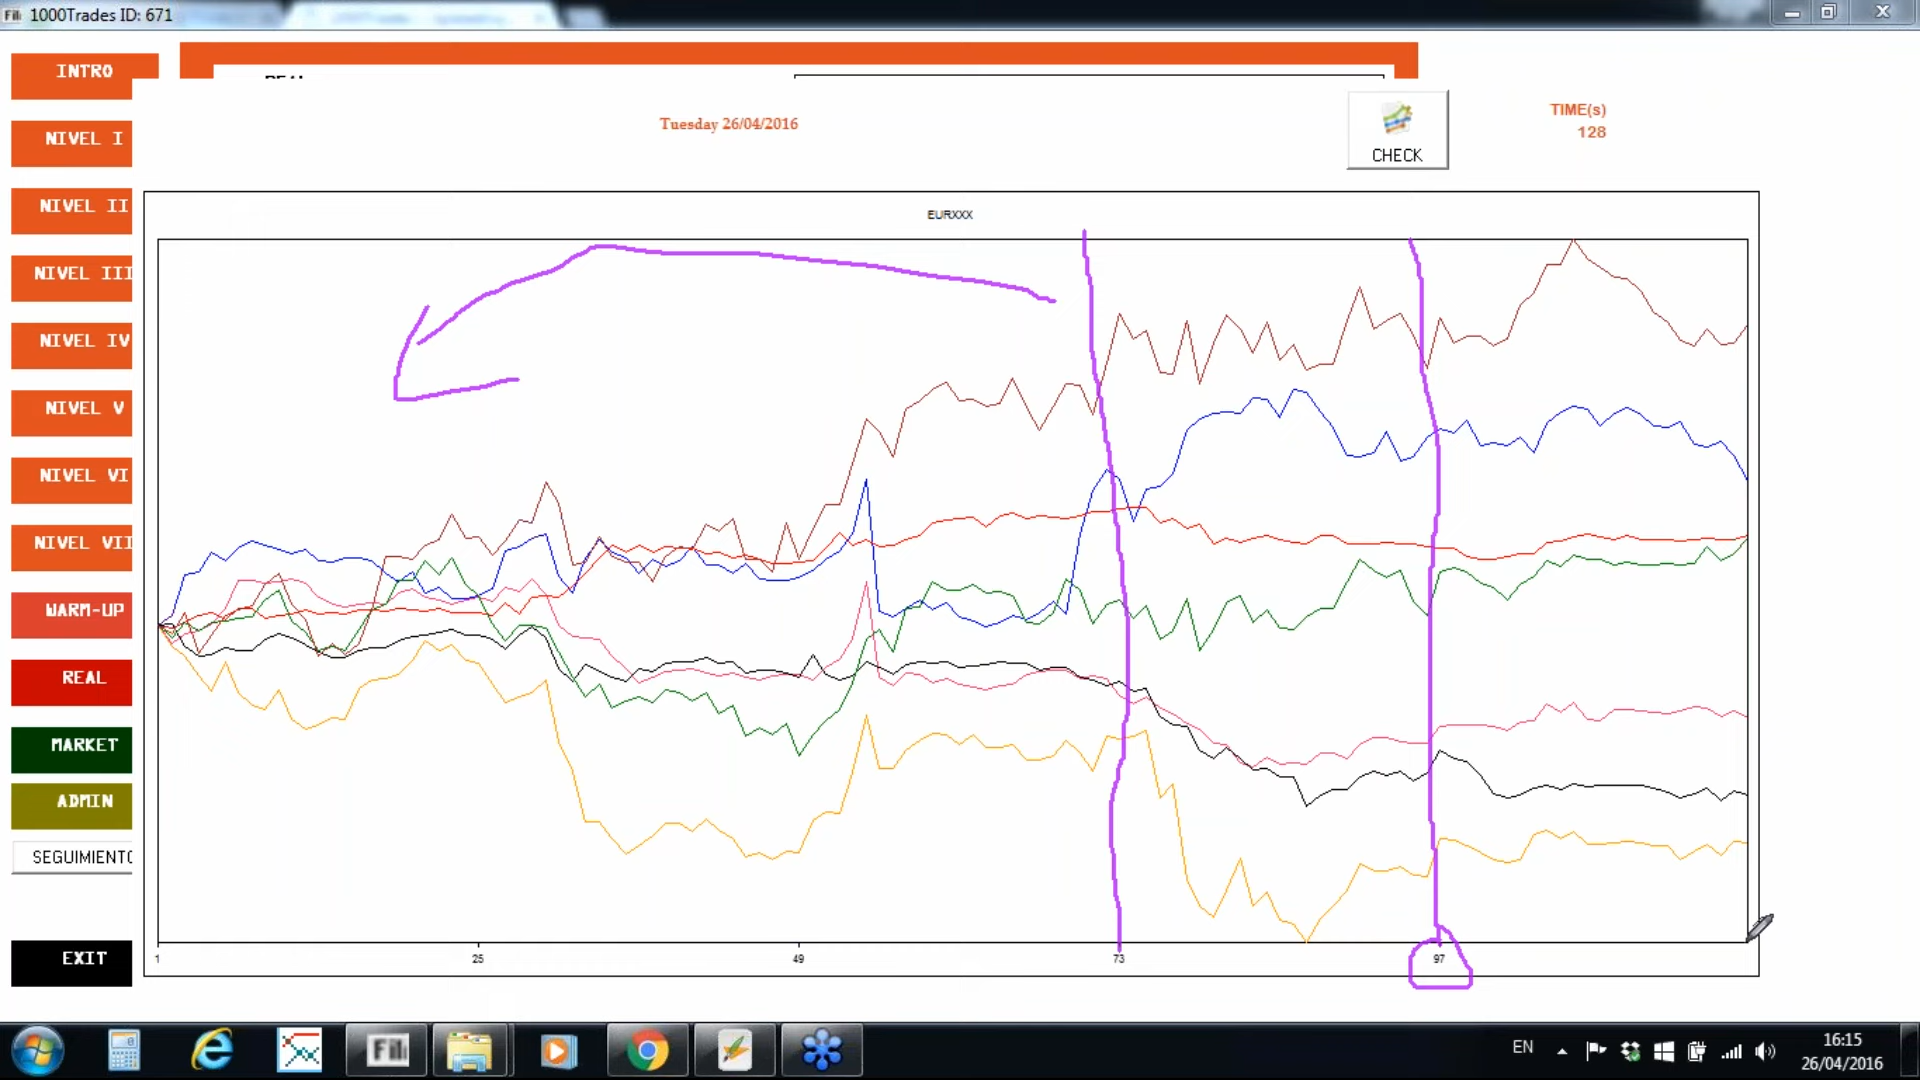 1000Trades ID: 671
INTRO
NIVEL I
NIVEL II
NIVEL III
NIVEL IV
NIVEL V
NIVEL VI
NIVEL VII
WARM-UP
REAL
MARKET
ADMIN
SEGUIMIENTO
EXIT
Tuesday 26/04/2016
CHECK
TIME(s)
128
EURXXX
1 25 49 73 97
EN
16:15
26/04/2016